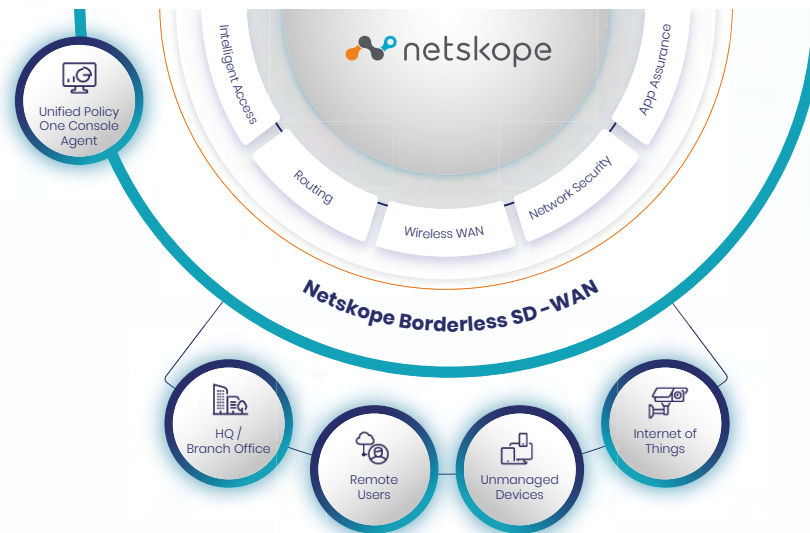 netskope
Intelligent Access
App Assurance
Unified Policy
One Console
Agent
Routing
Network Security
Wireless WAN
Netskope Borderless SD-WAN
HQ /
Branch Office
Internet of
Things
Remote
Users
Unmanaged
Devices